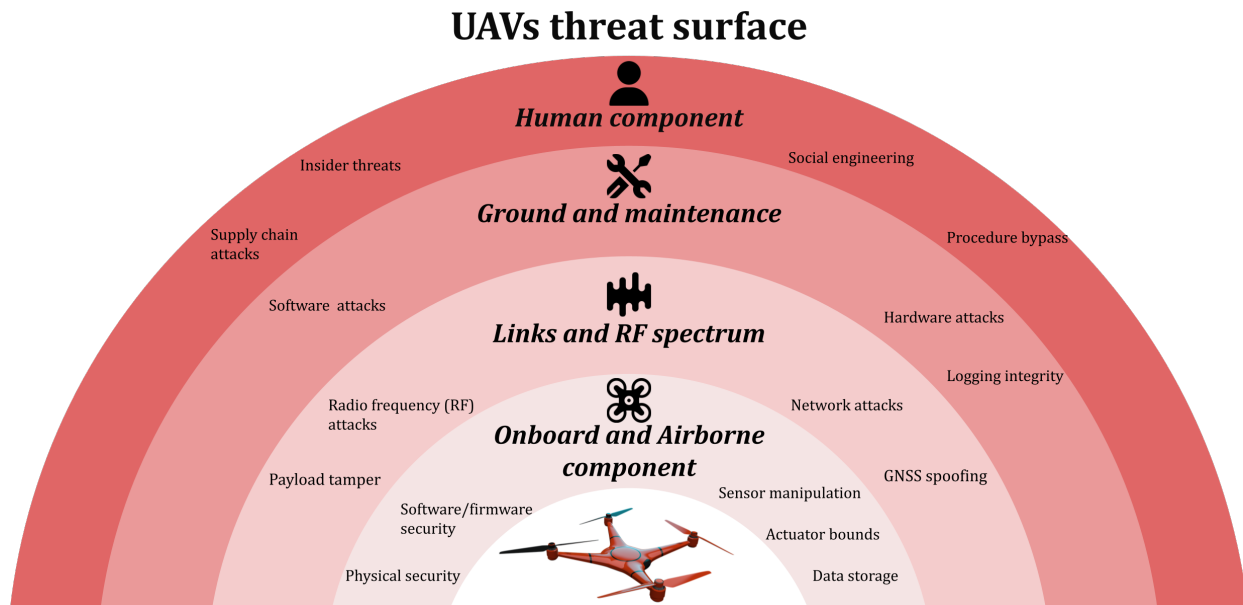 UAVs threat surface
Human component
Insider threats
Social engineering
Ground and maintenance
Supply chain
attacks
Procedure bypass
Software  attacks
Hardware attacks
Links and RF spectrum
Logging integrity
Radio frequency (RF)
attacks
Network attacks
Onboard and Airborne
component
Payload tamper
GNSS spoofing
Sensor manipulation
Software/firmware
security
Actuator bounds
Physical security
Data storage